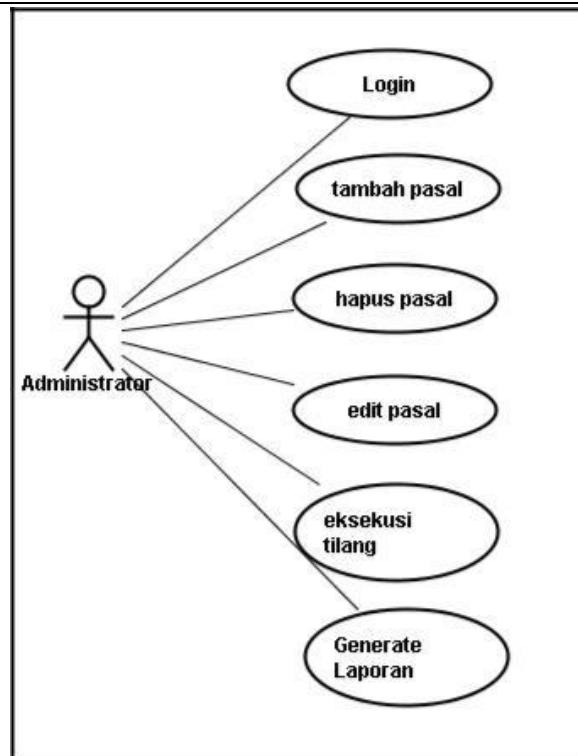 Login
tambah pasal
hapus pasal
Administrator
edit pasal
eksekusi
tilang
Generate
Laporan